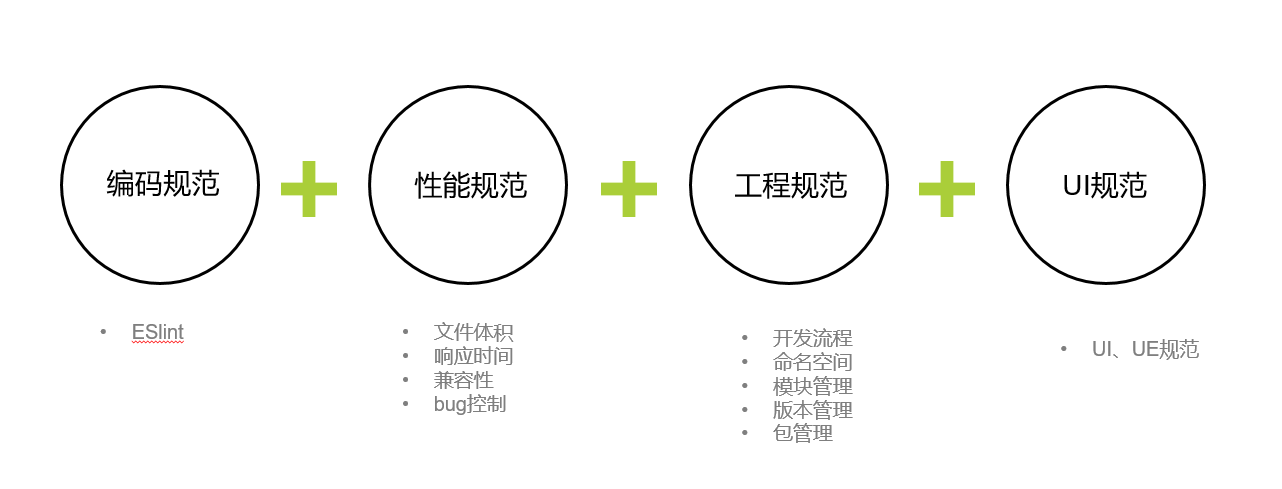 编码规范
性能规范
工程规范
UI规范
• ESlint
• 文件体积
• 响应时间
• 兼容性
• bug控制
• 开发流程
• 命名空间
• 模块管理
• 版本管理
• 包管理
• UI、UE规范